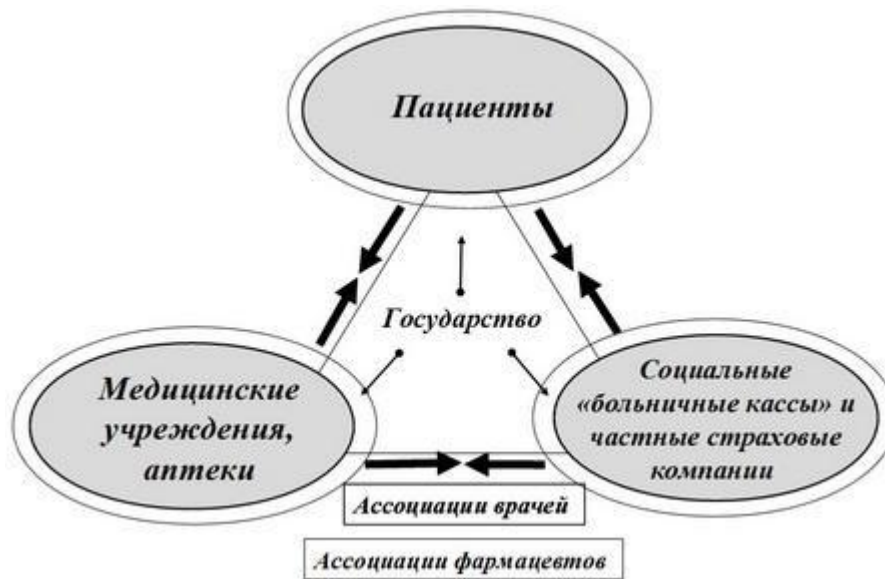 Пациенты
Государство
Медицинские
учреждения,
аптеки
Социальные
«больничные кассы» и
частные страховые
компании
Ассоциации врачей
Ассоциации фармацевтов